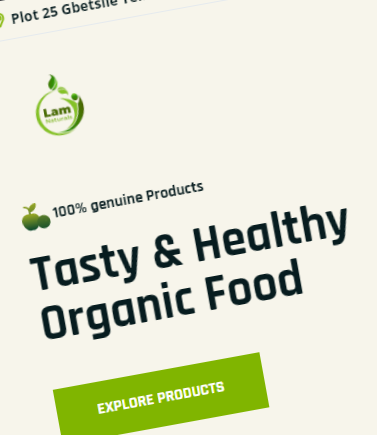 Plot 25 Gbetsile
Lam
Naturals
100% genuine Products
Tasty & Healthy
Organic Food
EXPLORE PRODUCTS